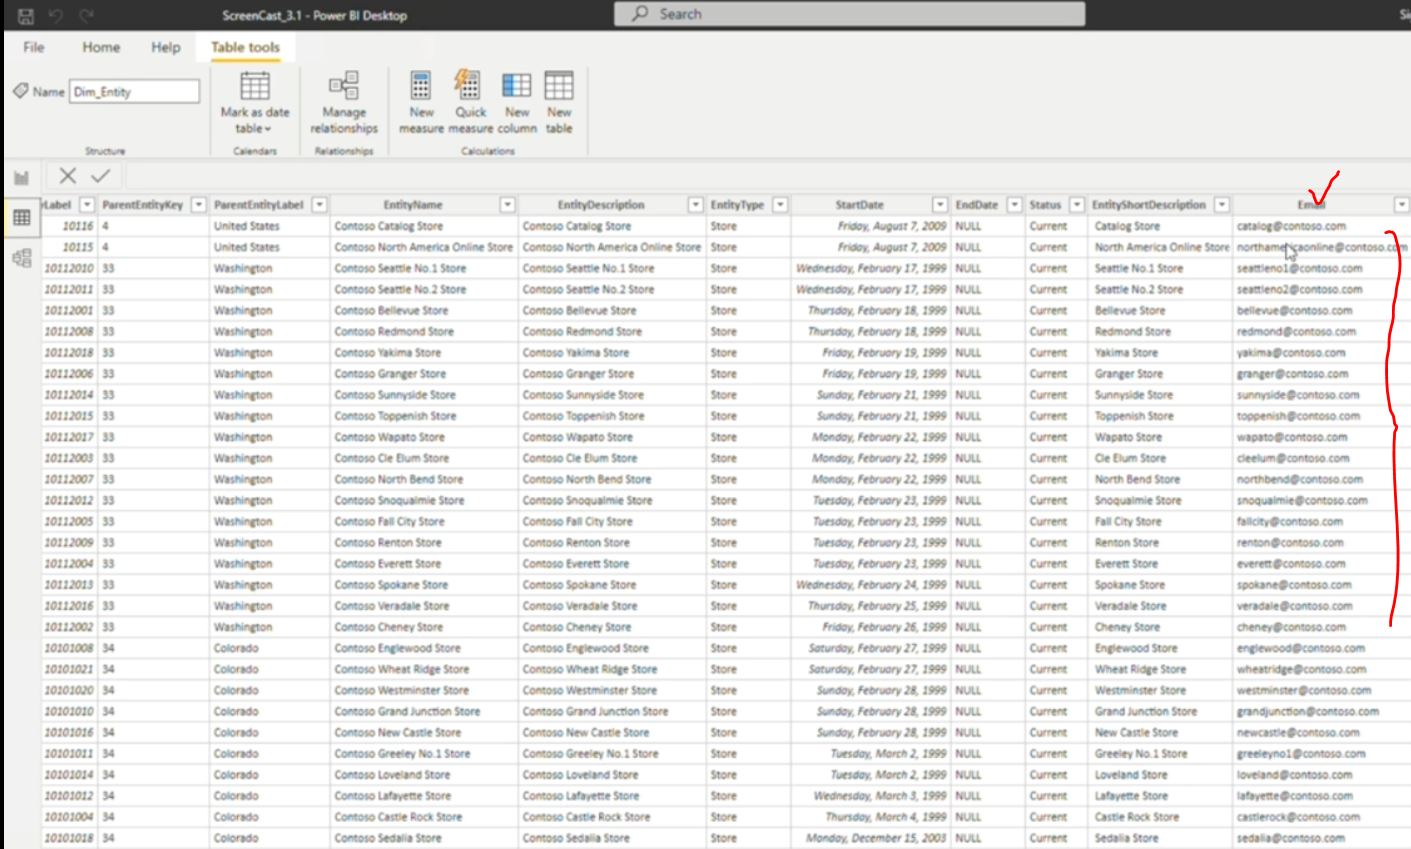 ScreenCast_3.1 - Power BI Desktop Search
File Home Help Table tools
Name Dim_Entity
Mark as date table
Manage relationships
New measure Quick measure New column New table
Structure Calendars Relationships Calculations
Label ParentEntityKey ParentEntityLabel EntityName EntityDescription EntityType StartDate EndDate Status EntityShortDescription Email
10116 4 United States Contoso Catalog Store Contoso Catalog Store Store Friday, August 7, 2009 NULL Current Catalog Store catalog@contoso.com
10115 4 United States Contoso North America Online Store Contoso North America Online Store Store Friday, August 7, 2009 NULL Current North America Online Store northamericaonline@contoso.com
10112010 33 Washington Contoso Seattle No.1 Store Contoso Seattle No.1 Store Store Wednesday, February 17, 1999 NULL Current Seattle No.1 Store seattleno1@contoso.com
10112011 33 Washington Contoso Seattle No.2 Store Contoso Seattle No.2 Store Store Wednesday, February 17, 1999 NULL Current Seattle No.2 Store seattleno2@contoso.com
10112001 33 Washington Contoso Bellevue Store Contoso Bellevue Store Store Thursday, February 18, 1999 NULL Current Bellevue Store bellevue@contoso.com
10112008 33 Washington Contoso Redmond Store Contoso Redmond Store Store Thursday, February 18, 1999 NULL Current Redmond Store redmond@contoso.com
10112018 33 Washington Contoso Yakima Store Contoso Yakima Store Store Friday, February 19, 1999 NULL Current Yakima Store yakima@contoso.com
10112006 33 Washington Contoso Granger Store Contoso Granger Store Store Friday, February 19, 1999 NULL Current Granger Store granger@contoso.com
10112014 33 Washington Contoso Sunnyside Store Contoso Sunnyside Store Store Sunday, February 21, 1999 NULL Current Sunnyside Store sunnyside@contoso.com
10112015 33 Washington Contoso Toppenish Store Contoso Toppenish Store Store Sunday, February 21, 1999 NULL Current Toppenish Store toppenish@contoso.com
10112017 33 Washington Contoso Wapato Store Contoso Wapato Store Store Monday, February 22, 1999 NULL Current Wapato Store wapato@contoso.com
10112003 33 Washington Contoso Cle Elum Store Contoso Cle Elum Store Store Monday, February 22, 1999 NULL Current Cle Elum Store cleelum@contoso.com
10112007 33 Washington Contoso North Bend Store Contoso North Bend Store Store Monday, February 22, 1999 NULL Current North Bend Store northbend@contoso.com
10112012 33 Washington Contoso Snoqualmie Store Contoso Snoqualmie Store Store Tuesday, February 23, 1999 NULL Current Snoqualmie Store snoqualmie@contoso.com
10112005 33 Washington Contoso Fall City Store Contoso Fall City Store Store Tuesday, February 23, 1999 NULL Current Fall City Store fallcity@contoso.com
10112009 33 Washington Contoso Renton Store Contoso Renton Store Store Tuesday, February 23, 1999 NULL Current Renton Store renton@contoso.com
10112004 33 Washington Contoso Everett Store Contoso Everett Store Store Tuesday, February 23, 1999 NULL Current Everett Store everett@contoso.com
10112013 33 Washington Contoso Spokane Store Contoso Spokane Store Store Wednesday, February 24, 1999 NULL Current Spokane Store spokane@contoso.com
10112016 33 Washington Contoso Veradale Store Contoso Veradale Store Store Thursday, February 25, 1999 NULL Current Veradale Store veradale@contoso.com
10112002 33 Washington Contoso Cheney Store Contoso Cheney Store Store Friday, February 26, 1999 NULL Current Cheney Store cheney@contoso.com
10101008 34 Colorado Contoso Englewood Store Contoso Englewood Store Store Saturday, February 27, 1999 NULL Current Englewood Store englewood@contoso.com
10101021 34 Colorado Contoso Wheat Ridge Store Contoso Wheat Ridge Store Store Saturday, February 27, 1999 NULL Current Wheat Ridge Store wheatridge@contoso.com
10101020 34 Colorado Contoso Westminster Store Contoso Westminster Store Store Sunday, February 28, 1999 NULL Current Westminster Store westminster@contoso.com
10101010 34 Colorado Contoso Grand Junction Store Contoso Grand Junction Store Store Sunday, February 28, 1999 NULL Current Grand Junction Store grandjunction@contoso.com
10101016 34 Colorado Contoso New Castle Store Contoso New Castle Store Store Sunday, February 28, 1999 NULL Current New Castle Store newcastle@contoso.com
10101011 34 Colorado Contoso Greeley No.1 Store Contoso Greeley No.1 Store Store Tuesday, March 2, 1999 NULL Current Greeley No.1 Store greeleyno1@contoso.com
10101014 34 Colorado Contoso Loveland Store Contoso Loveland Store Store Tuesday, March 2, 1999 NULL Current Loveland Store loveland@contoso.com
10101012 34 Colorado Contoso Lafayette Store Contoso Lafayette Store Store Wednesday, March 3, 1999 NULL Current Lafayette Store lafayette@contoso.com
10101004 34 Colorado Contoso Castle Rock Store Contoso Castle Rock Store Store Thursday, March 4, 1999 NULL Current Castle Rock Store castlerock@contoso.com
10101018 34 Colorado Contoso Sedalia Store Contoso Sedalia Store Store Monday, December 15, 2003 NULL Current Sedalia Store sedalia@contoso.com